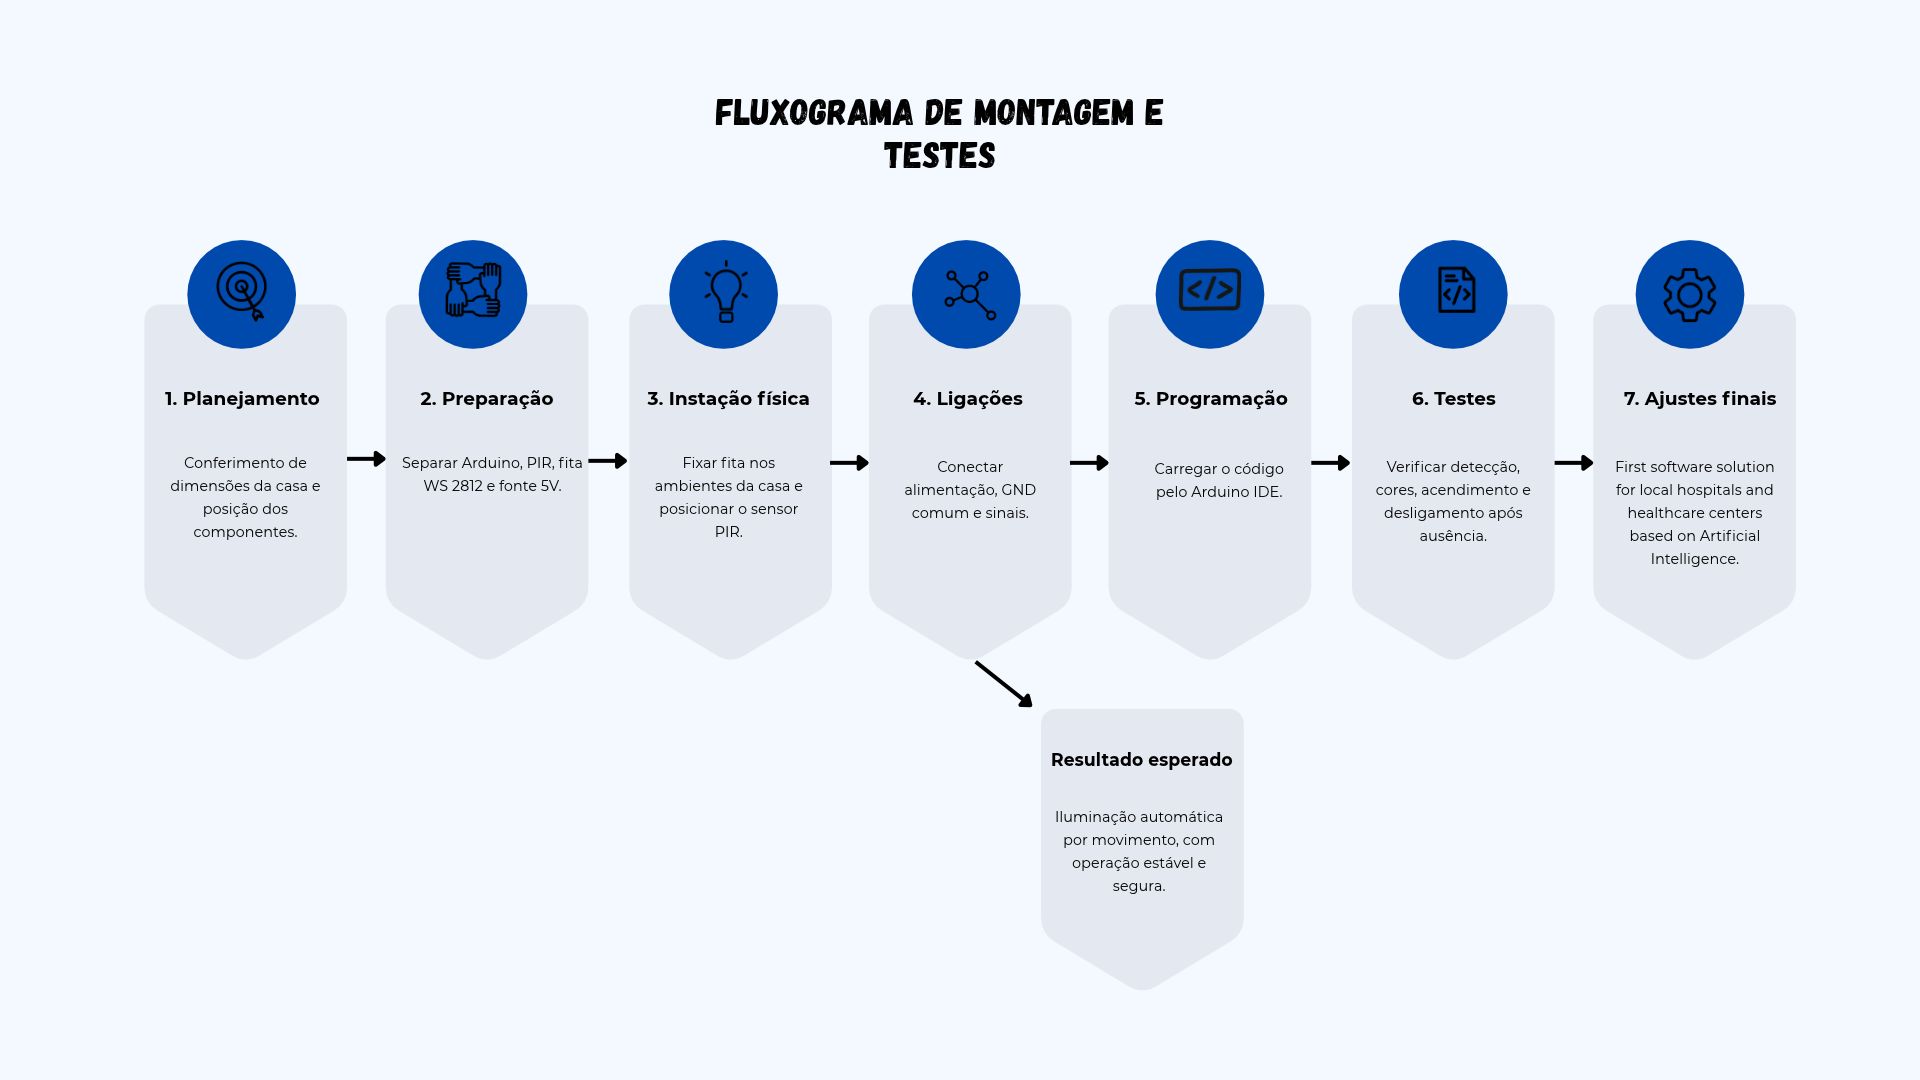 FLUXOGRAMA DE MONTAGEM E
TESTES
1. Planejamento
Conferimento de
dimensões da casa e
posição dos
componentes.
2. Preparação
Separar Arduino, PIR, fita
WS 2812 e fonte 5V.
3. Instação física
Fixar fita nos
ambientes da casa e
posicionar o sensor
PIR.
4. Ligações
Conectar
alimentação, GND
comum e sinais.
5. Programação
Carregar o código
pelo Arduino IDE.
6. Testes
Verificar detecção,
cores, acendimento e
desligamento após
ausência.
7. Ajustes finais
First software solution
for local hospitals and
healthcare centers
based on Artificial
Intelligence.
Resultado esperado
Iluminação automática
por movimento, com
operação estável e
segura.